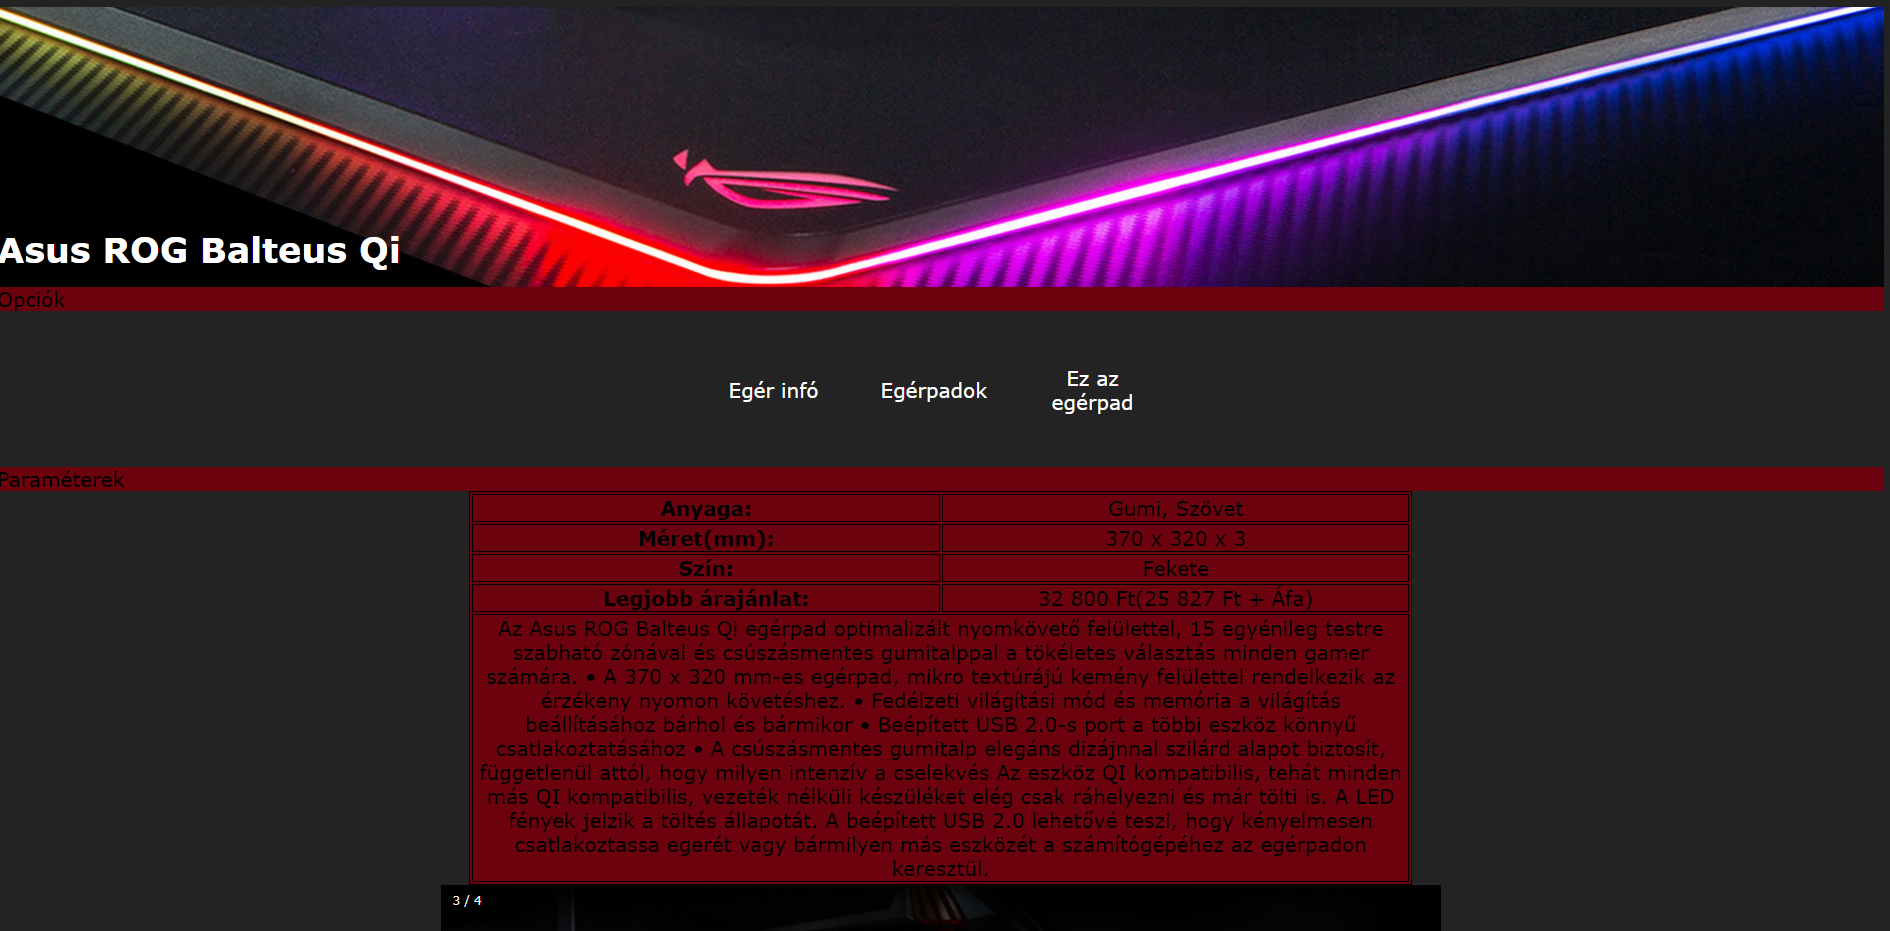 Asus ROG Balteus Qi
Opciók
Egér infó
Egérpadok
Ez az
egérpad
Paraméterek
Anyaga:
Gumi, Szövet
Méret(mm):
370 x 320 x 3
Szín:
Fekete
Legjobb árajánlat:
32 800 Ft(25 827 Ft + Áfa)
Az Asus ROG Balteus Qi egérpad optimalizált nyomkövető felülettel, 15 egyénileg testre
szabható zónával és csúszásmentes gumitalppal a tökéletes választás minden gamer
számára. • A 370 x 320 mm-es egérpad, mikro textúrájú kemény felülettel rendelkezik az
érzékeny nyomon követéshez. • Fedélzeti világítási mód és memória a világítás
beállításához bárhol és bármikor • Beépített USB 2.0-s port a többi eszköz könnyű
csatlakoztatásához • A csúszásmentes gumitalp elegáns dizájnnal szilárd alapot biztosít,
függetlenül attól, hogy milyen intenzív a cselekvés Az eszköz QI kompatibilis, tehát minden
más QI kompatibilis, vezeték nélküli készüléket elég csak ráhelyezni és már tölti is. A LED
fények jelzik a töltés állapotát. A beépített USB 2.0 lehetővé teszi, hogy kényelmesen
csatlakoztassa egerét vagy bármilyen más eszközét a számítógépéhez az egérpadon
keresztül.
3 / 4